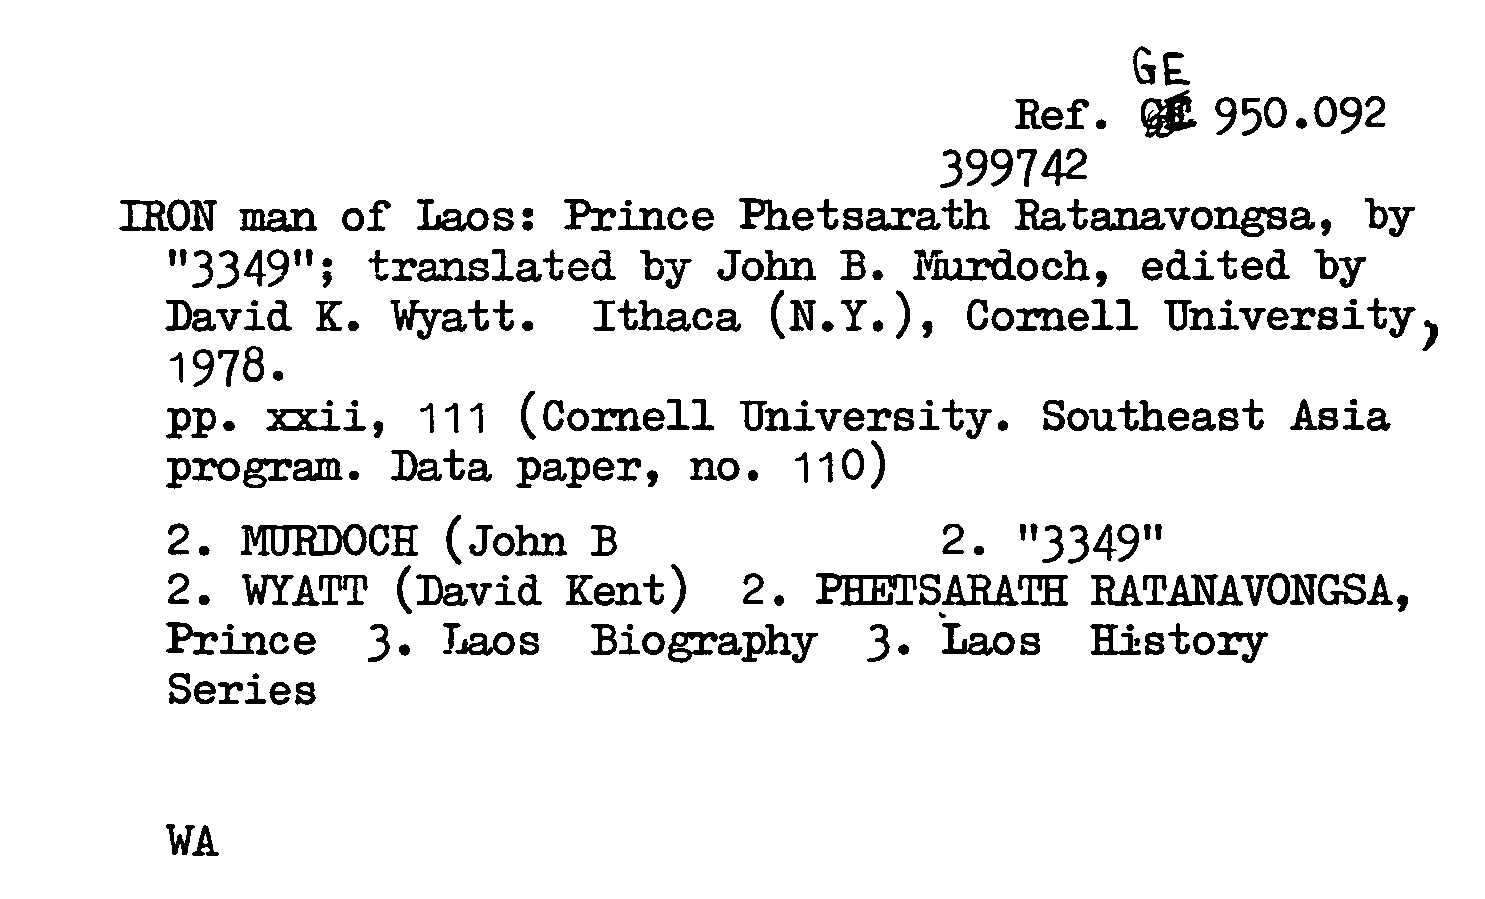 GE
Ref. 950.092
399742
IRON man of Laos: Prince Phetsarath Ratanavongsa, by
"3349"; translated by John B. Murdoch, edited by
David K. Wyatt. Ithaca (N.Y.), Cornell University,
1978.
pp. xxii, 111 (Cornell University. Southeast Asia
program. Data paper, no. 110)
2. MURDOCH (John B 2. "3349"
2. WYATT (David Kent) 2. PHETSARATH RATANAVONGSA,
Prince 3. Laos Biography 3. Laos History
Series
WA